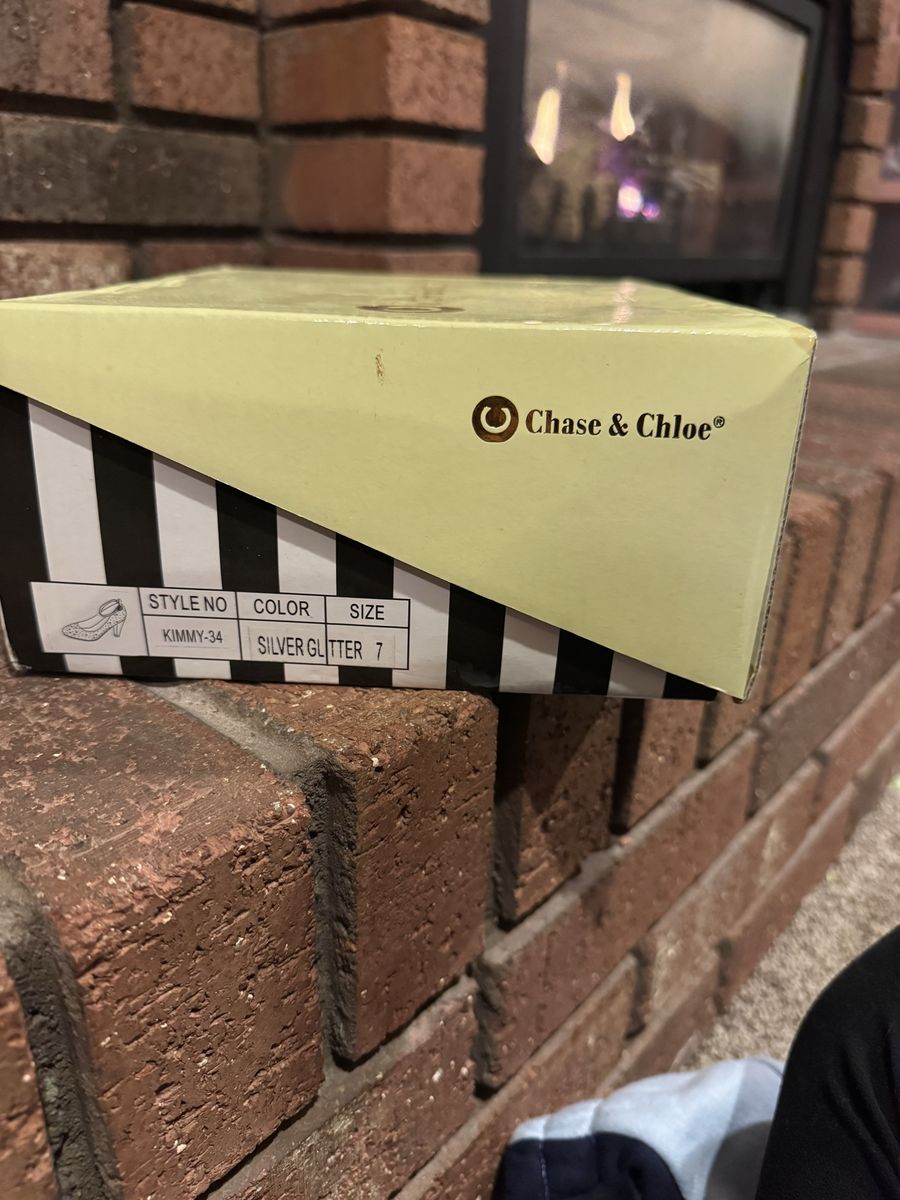 Chase & Chloe®
STYLE NO COLOR SIZE
KIMMY-34 SILVER GLITTER 7